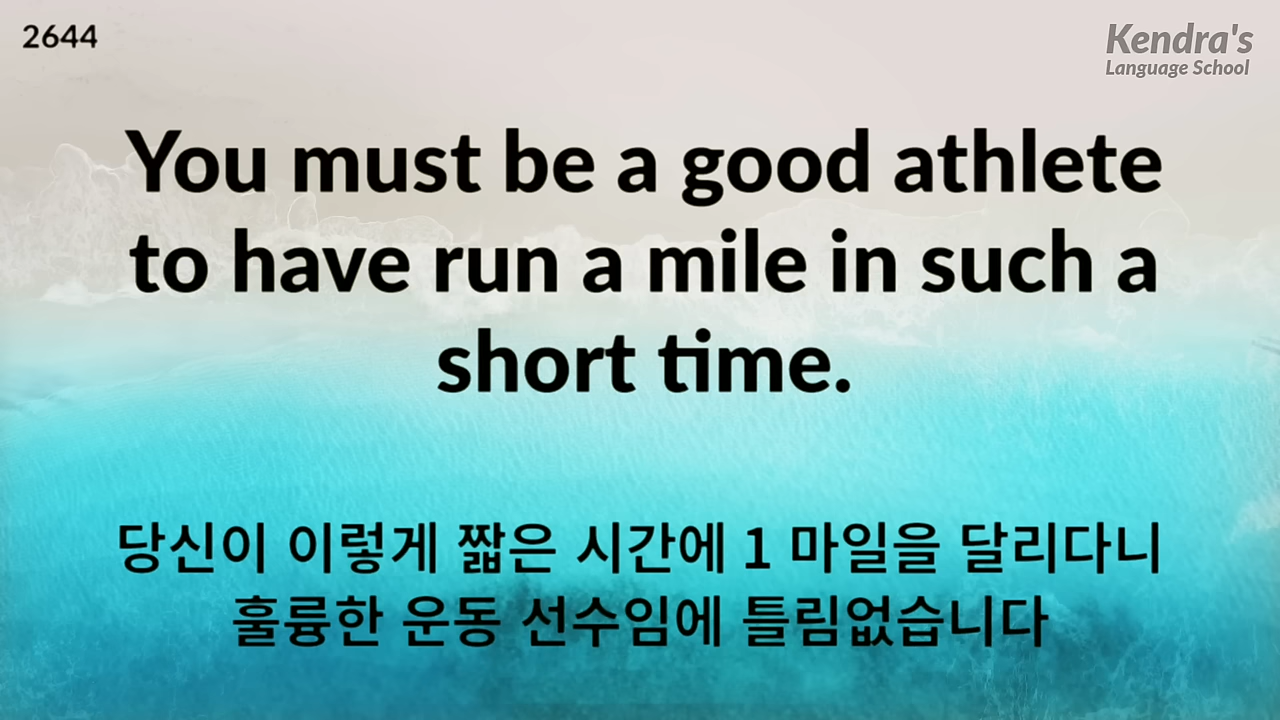 2644
Kendra's
Language School
You must be a good athlete
to have run a mile in such a
short time.
당신이 이렇게 짧은 시간에 1 마일을 달리다니
훌륭한 운동 선수임에 틀림없습니다